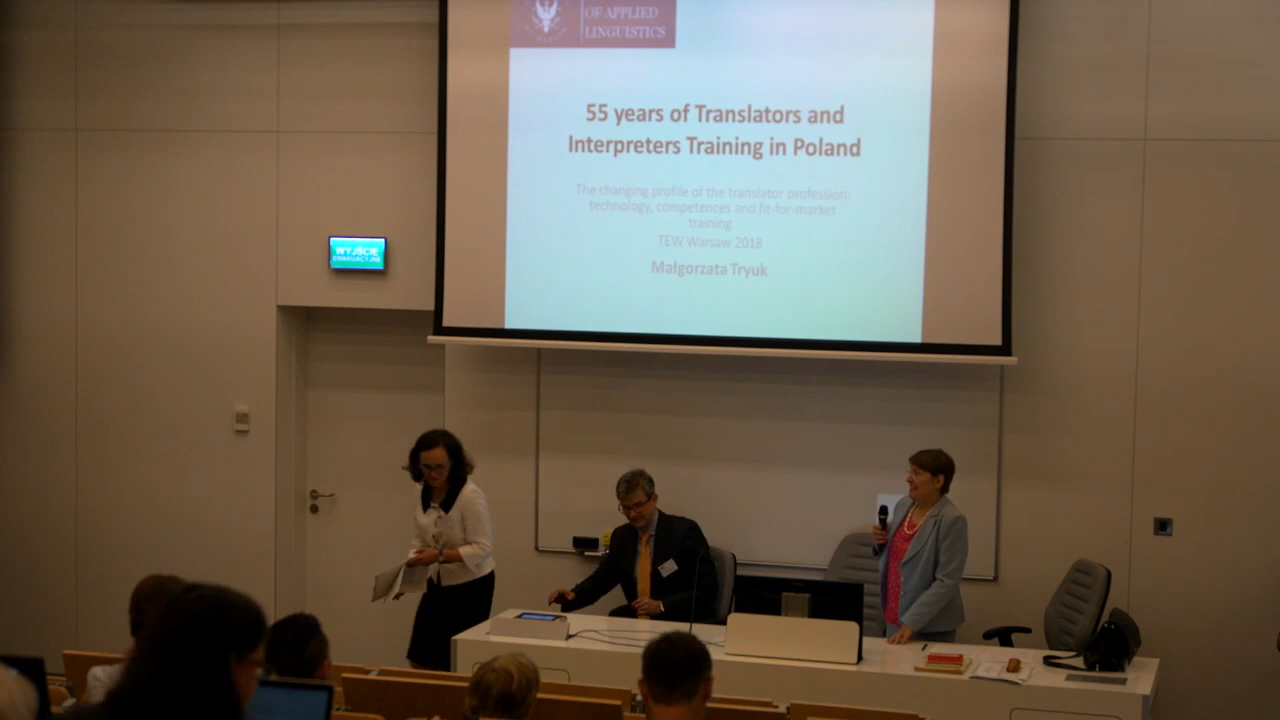 OF APPLIED
LINGUISTICS
55 years of Translators and
Interpreters Training in Poland
The changing profile of the translator profession:
technology, competences and fit-for-market
training
TEW Warsaw 2018
Małgorzata Tryuk
WYJŚCIE
EWAKUACYJNE